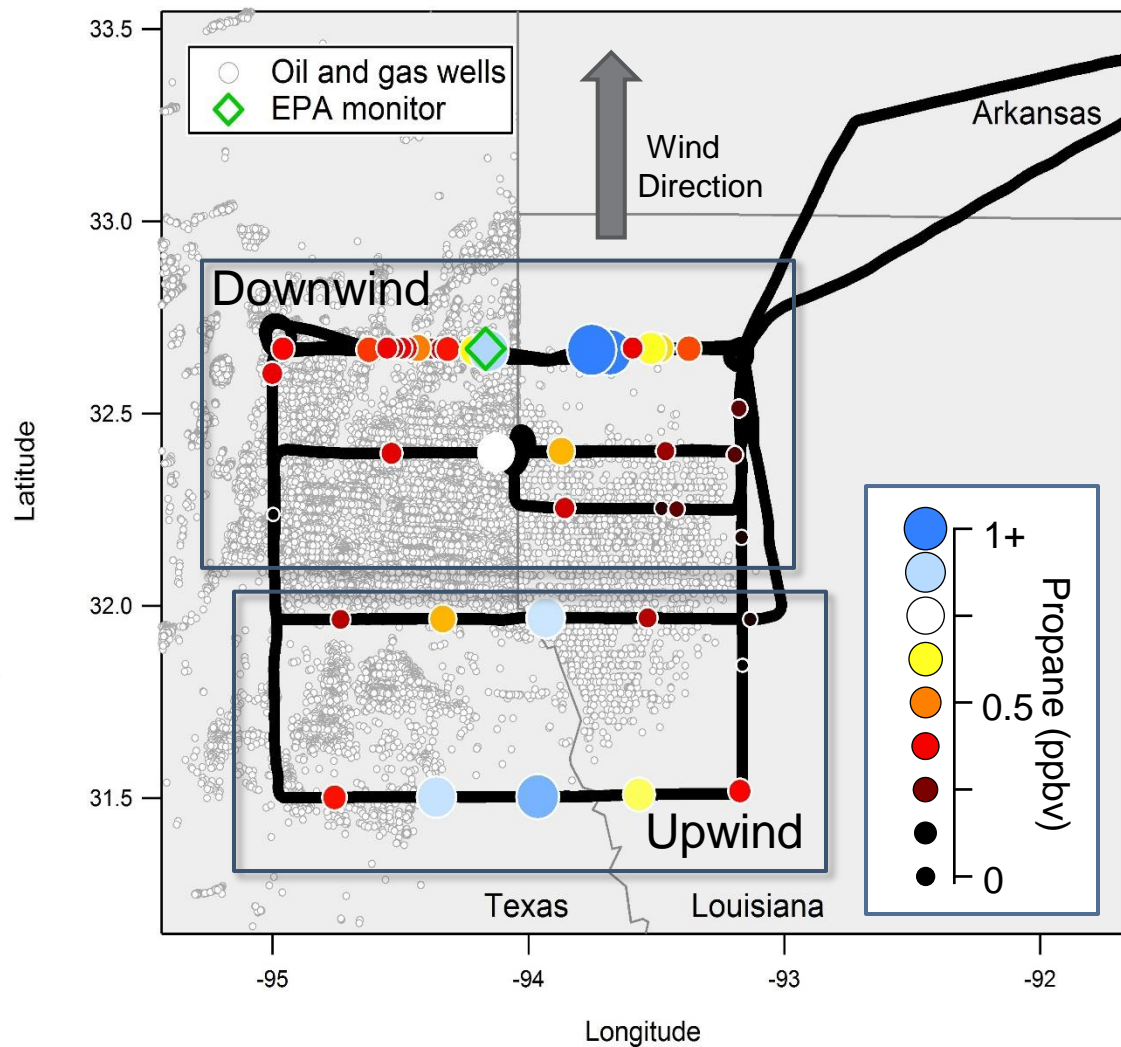 33.5
33.0
32.5
32.0
31.5
Latitude
Oil and gas wells
EPA monitor
Wind
Direction
Arkansas
Downwind
Upwind
Texas
Louisiana
1+
0.5
0
Propane (ppbv)
-95
-94
-93
-92
Longitude